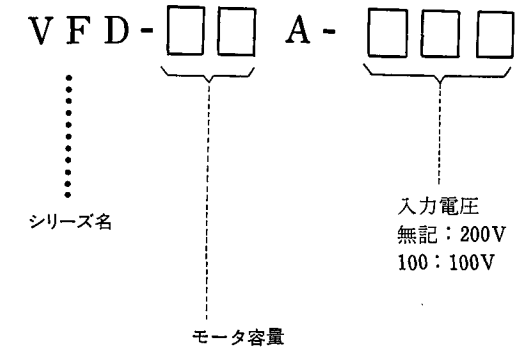 VFD-□□ A-□□□
シリーズ名
入力電圧
無記：200V
100：100V
モータ容量